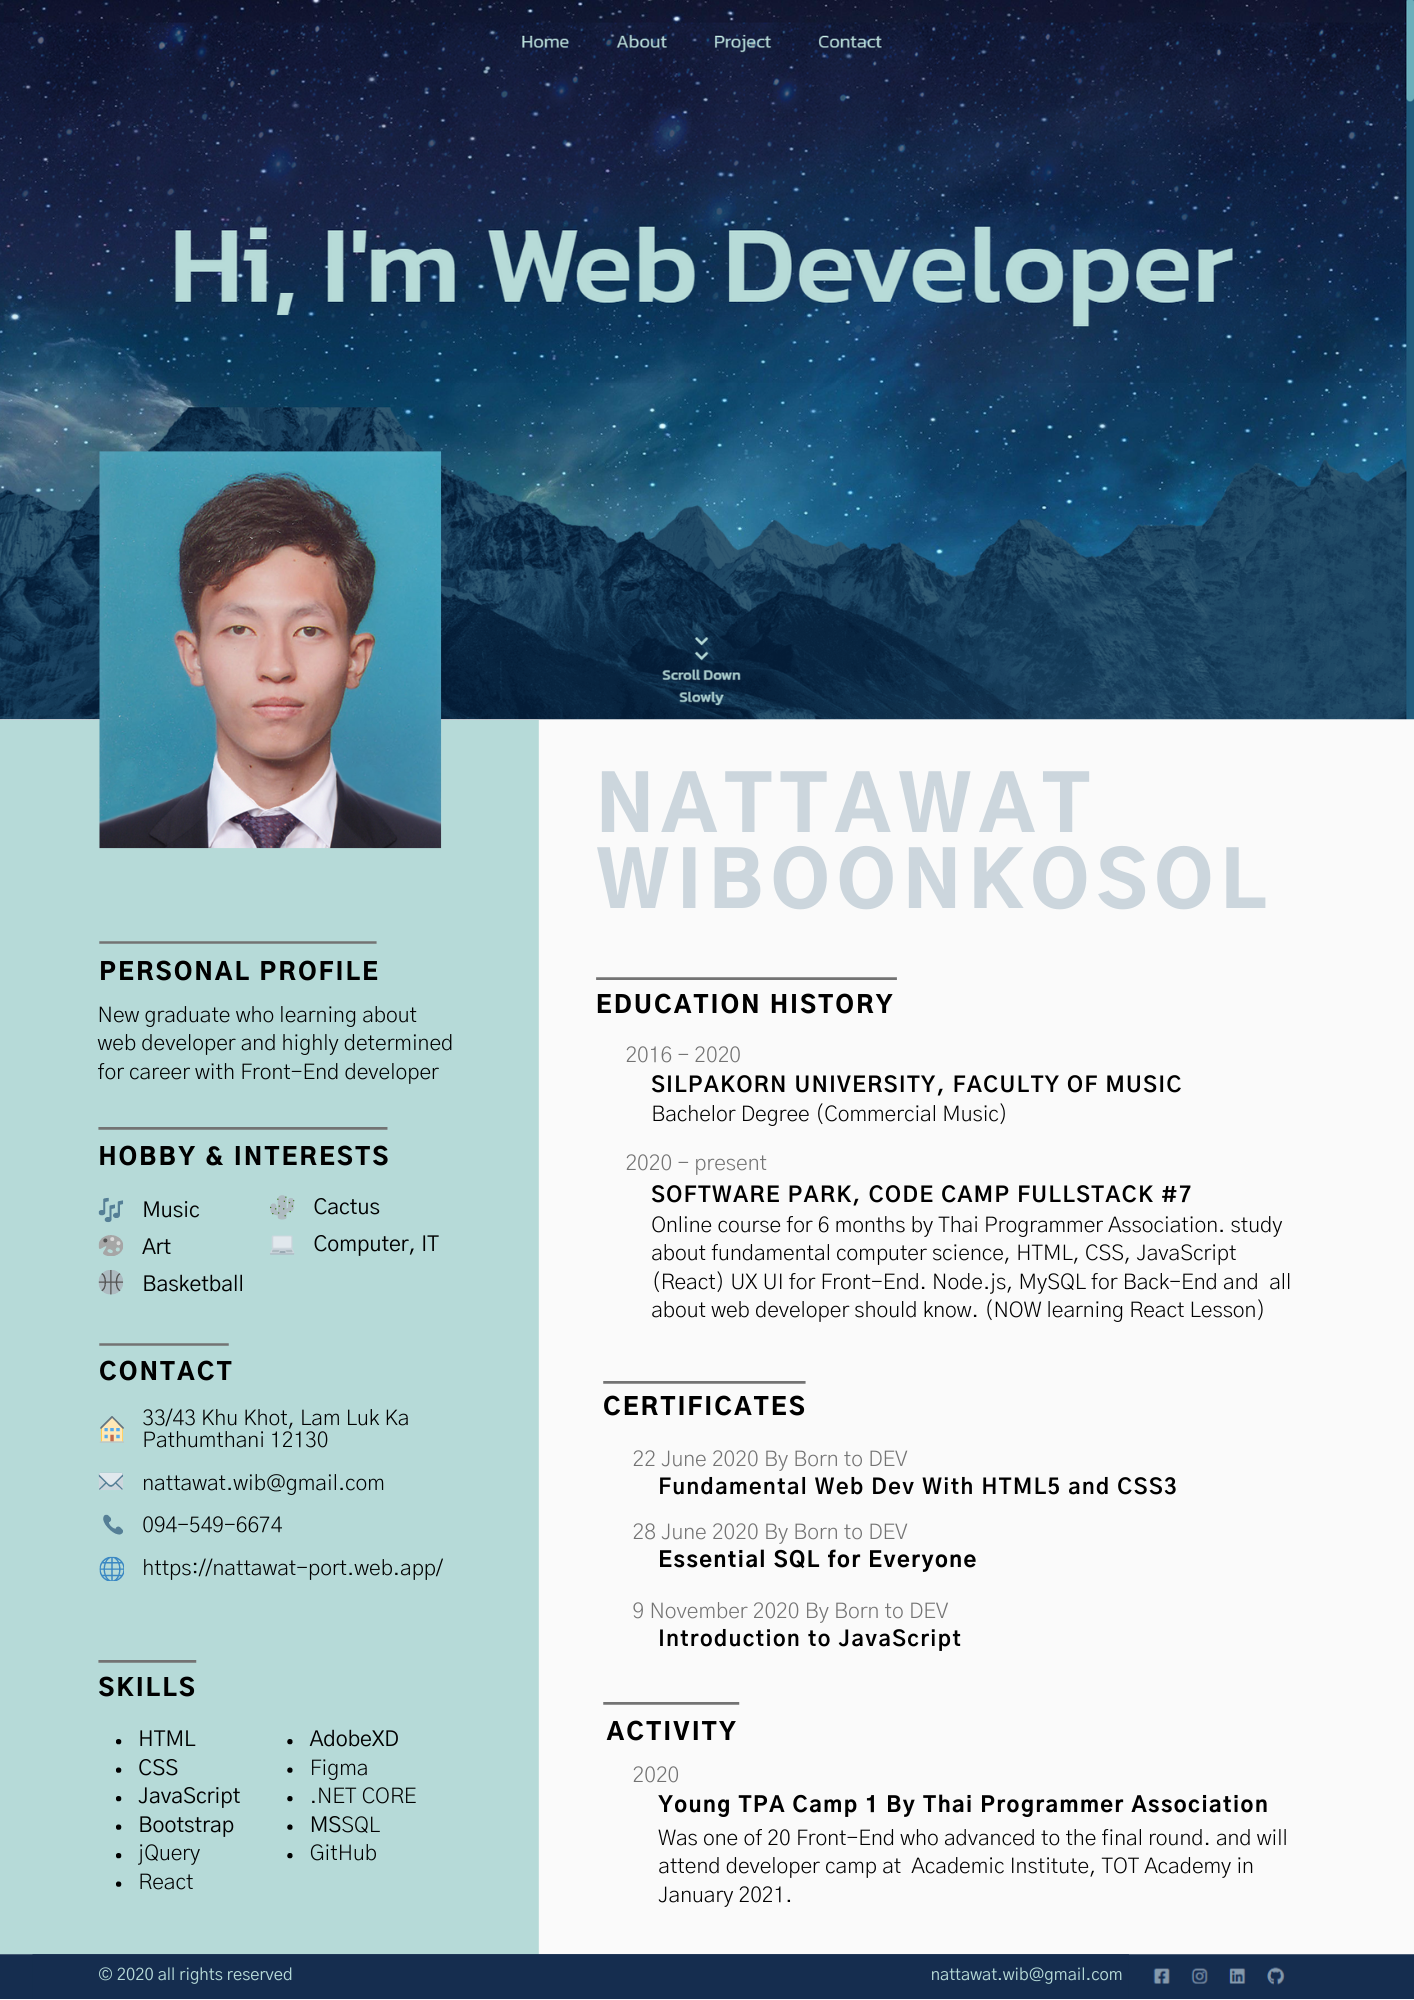 Home About Project Contact
Hi, I'm Web Developer
Scroll Down
Slowly
NATTAWAT
WIBOONKOSOL
PERSONAL PROFILE
New graduate who learning about
web developer and highly determined
for career with Front-End developer
HOBBY & INTERESTS
Music
Art
Basketball
Cactus
Computer, IT
CONTACT
33/43 Khu Khot, Lam Luk Ka
Pathumthani 12130
nattawat.wib@gmail.com
094-549-6674
https://nattawat-port.web.app/
SKILLS
• HTML
• CSS
• JavaScript
• Bootstrap
• jQuery
• React
• AdobeXD
• Figma
• .NET CORE
• MSSQL
• GitHub
EDUCATION HISTORY
2016 - 2020
SILPAKORN UNIVERSITY, FACULTY OF MUSIC
Bachelor Degree (Commercial Music)
2020 - present
SOFTWARE PARK, CODE CAMP FULLSTACK #7
Online course for 6 months by Thai Programmer Association. study
about fundamental computer science, HTML, CSS, JavaScript
(React) UX UI for Front-End. Node.js, MySQL for Back-End and all
about web developer should know. (NOW learning React Lesson)
CERTIFICATES
22 June 2020 By Born to DEV
Fundamental Web Dev With HTML5 and CSS3
28 June 2020 By Born to DEV
Essential SQL for Everyone
9 November 2020 By Born to DEV
Introduction to JavaScript
ACTIVITY
2020
Young TPA Camp 1 By Thai Programmer Association
Was one of 20 Front-End who advanced to the final round. and will
attend developer camp at Academic Institute, TOT Academy in
January 2021.
© 2020 all rights reserved
nattawat.wib@gmail.com